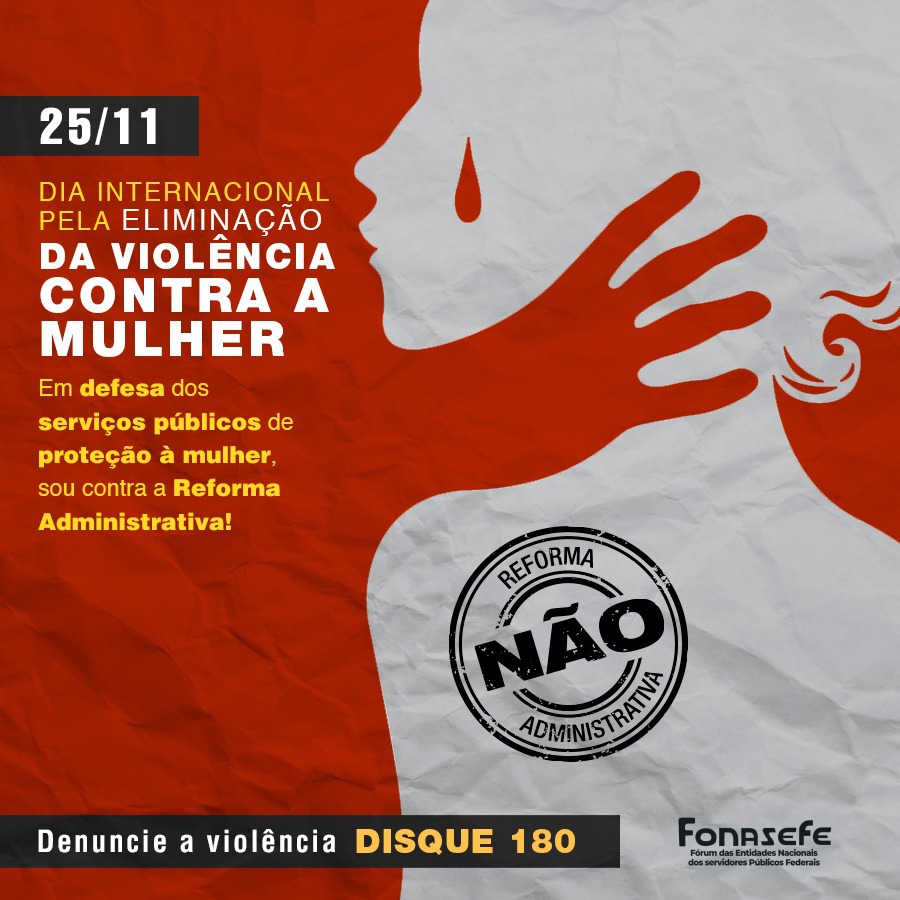 25/11
DIA INTERNACIONAL
PELA ELIMINAÇÃO
DA VIOLÊNCIA
CONTRA A
MULHER
Em defesa dos
serviços públicos de
proteção à mulher,
sou contra a Reforma
Administrativa!
REFORMA
NÃO
ADMINISTRATIVA
Denuncie a violência DISQUE 180
FONASEFE
Fórum das Entidades Nacionais
dos servidores Públicos Federais